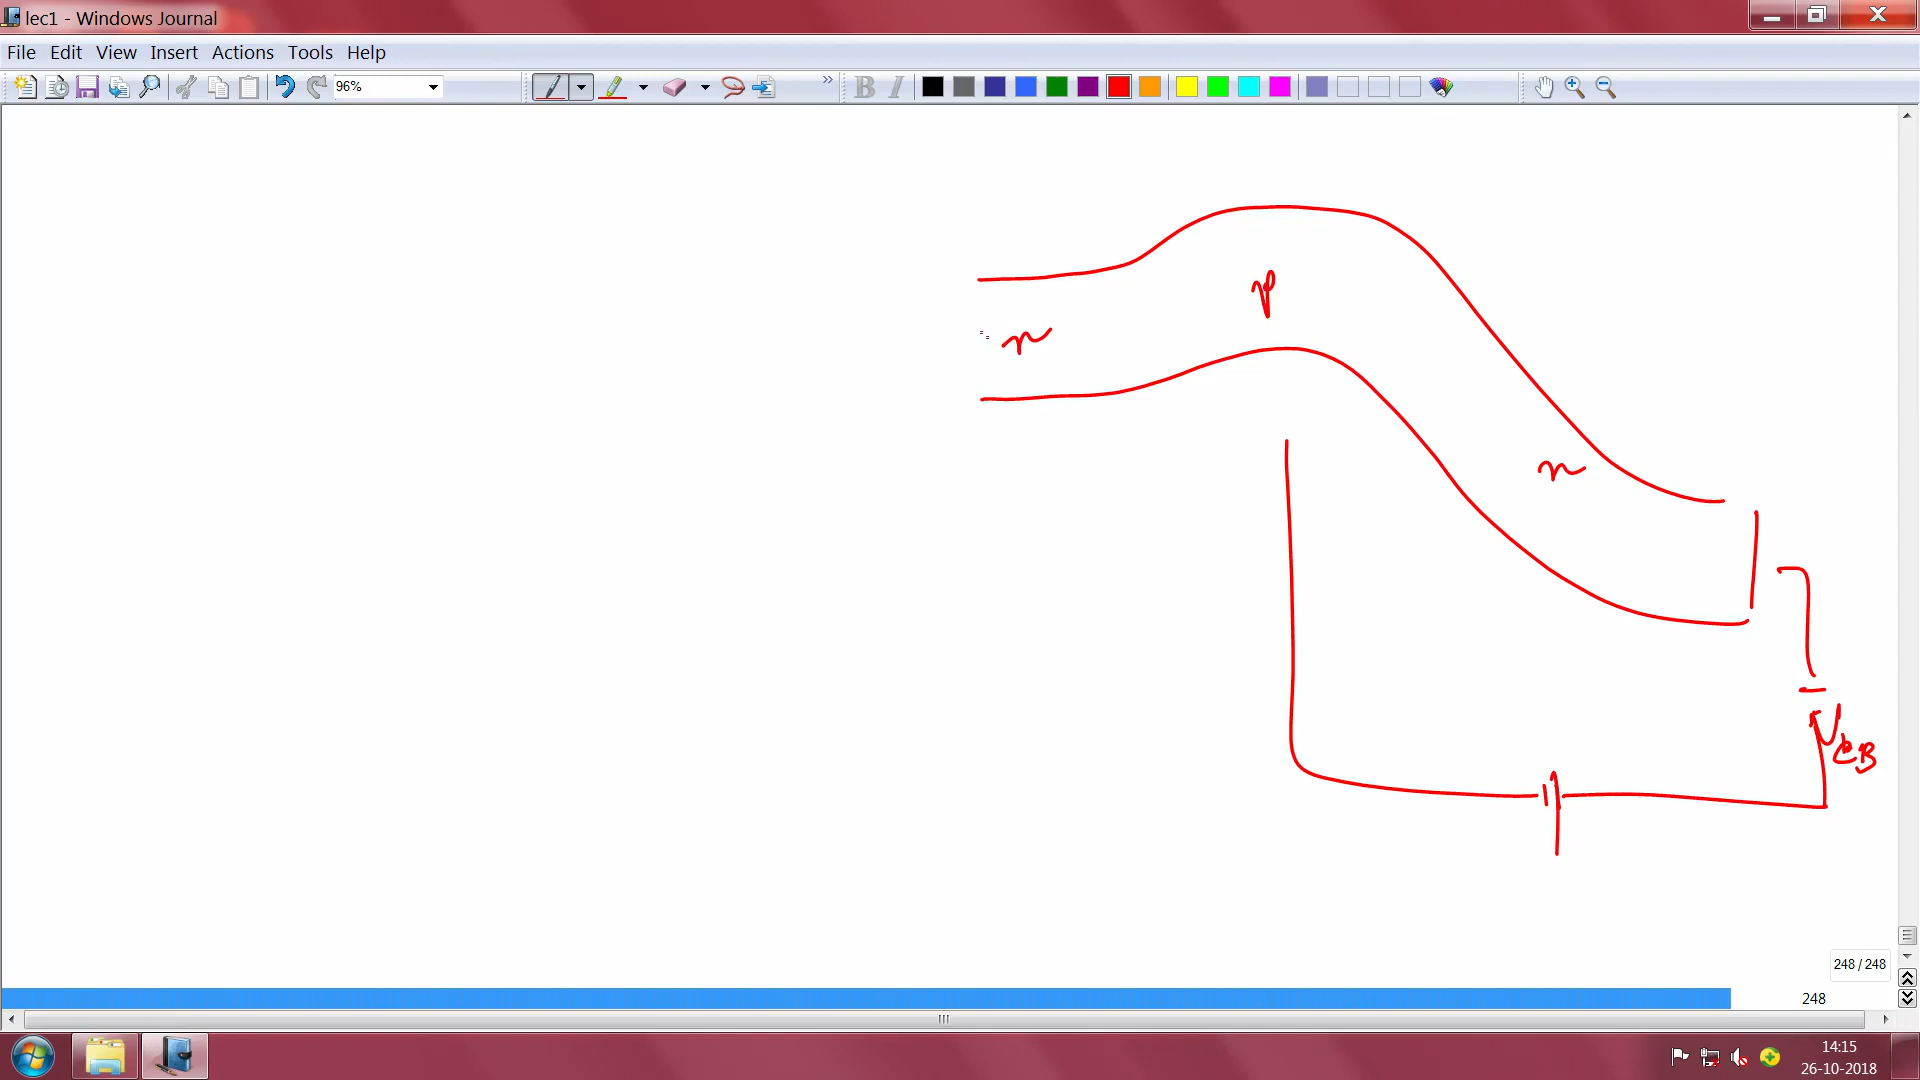 lec1 - Windows Journal
File Edit View Insert Actions Tools Help
96%
B I
p
n
n
V
CB
248 / 248
248
14:15
26-10-2018